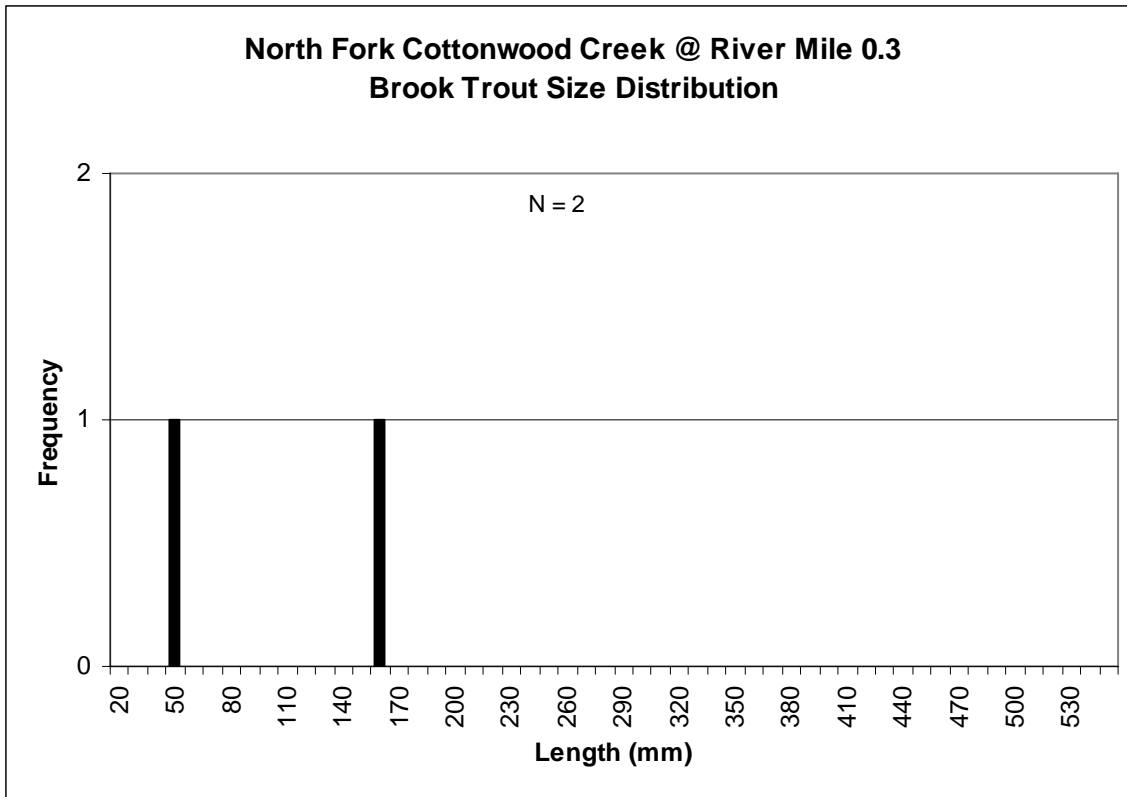 North Fork Cottonwood Creek @ River Mile 0.3
Brook Trout Size Distribution
2
N = 2
Frequency
1
0
20 50 80 110 140 170 200 230 260 290 320 350 380 410 440 470 500 530
Length (mm)